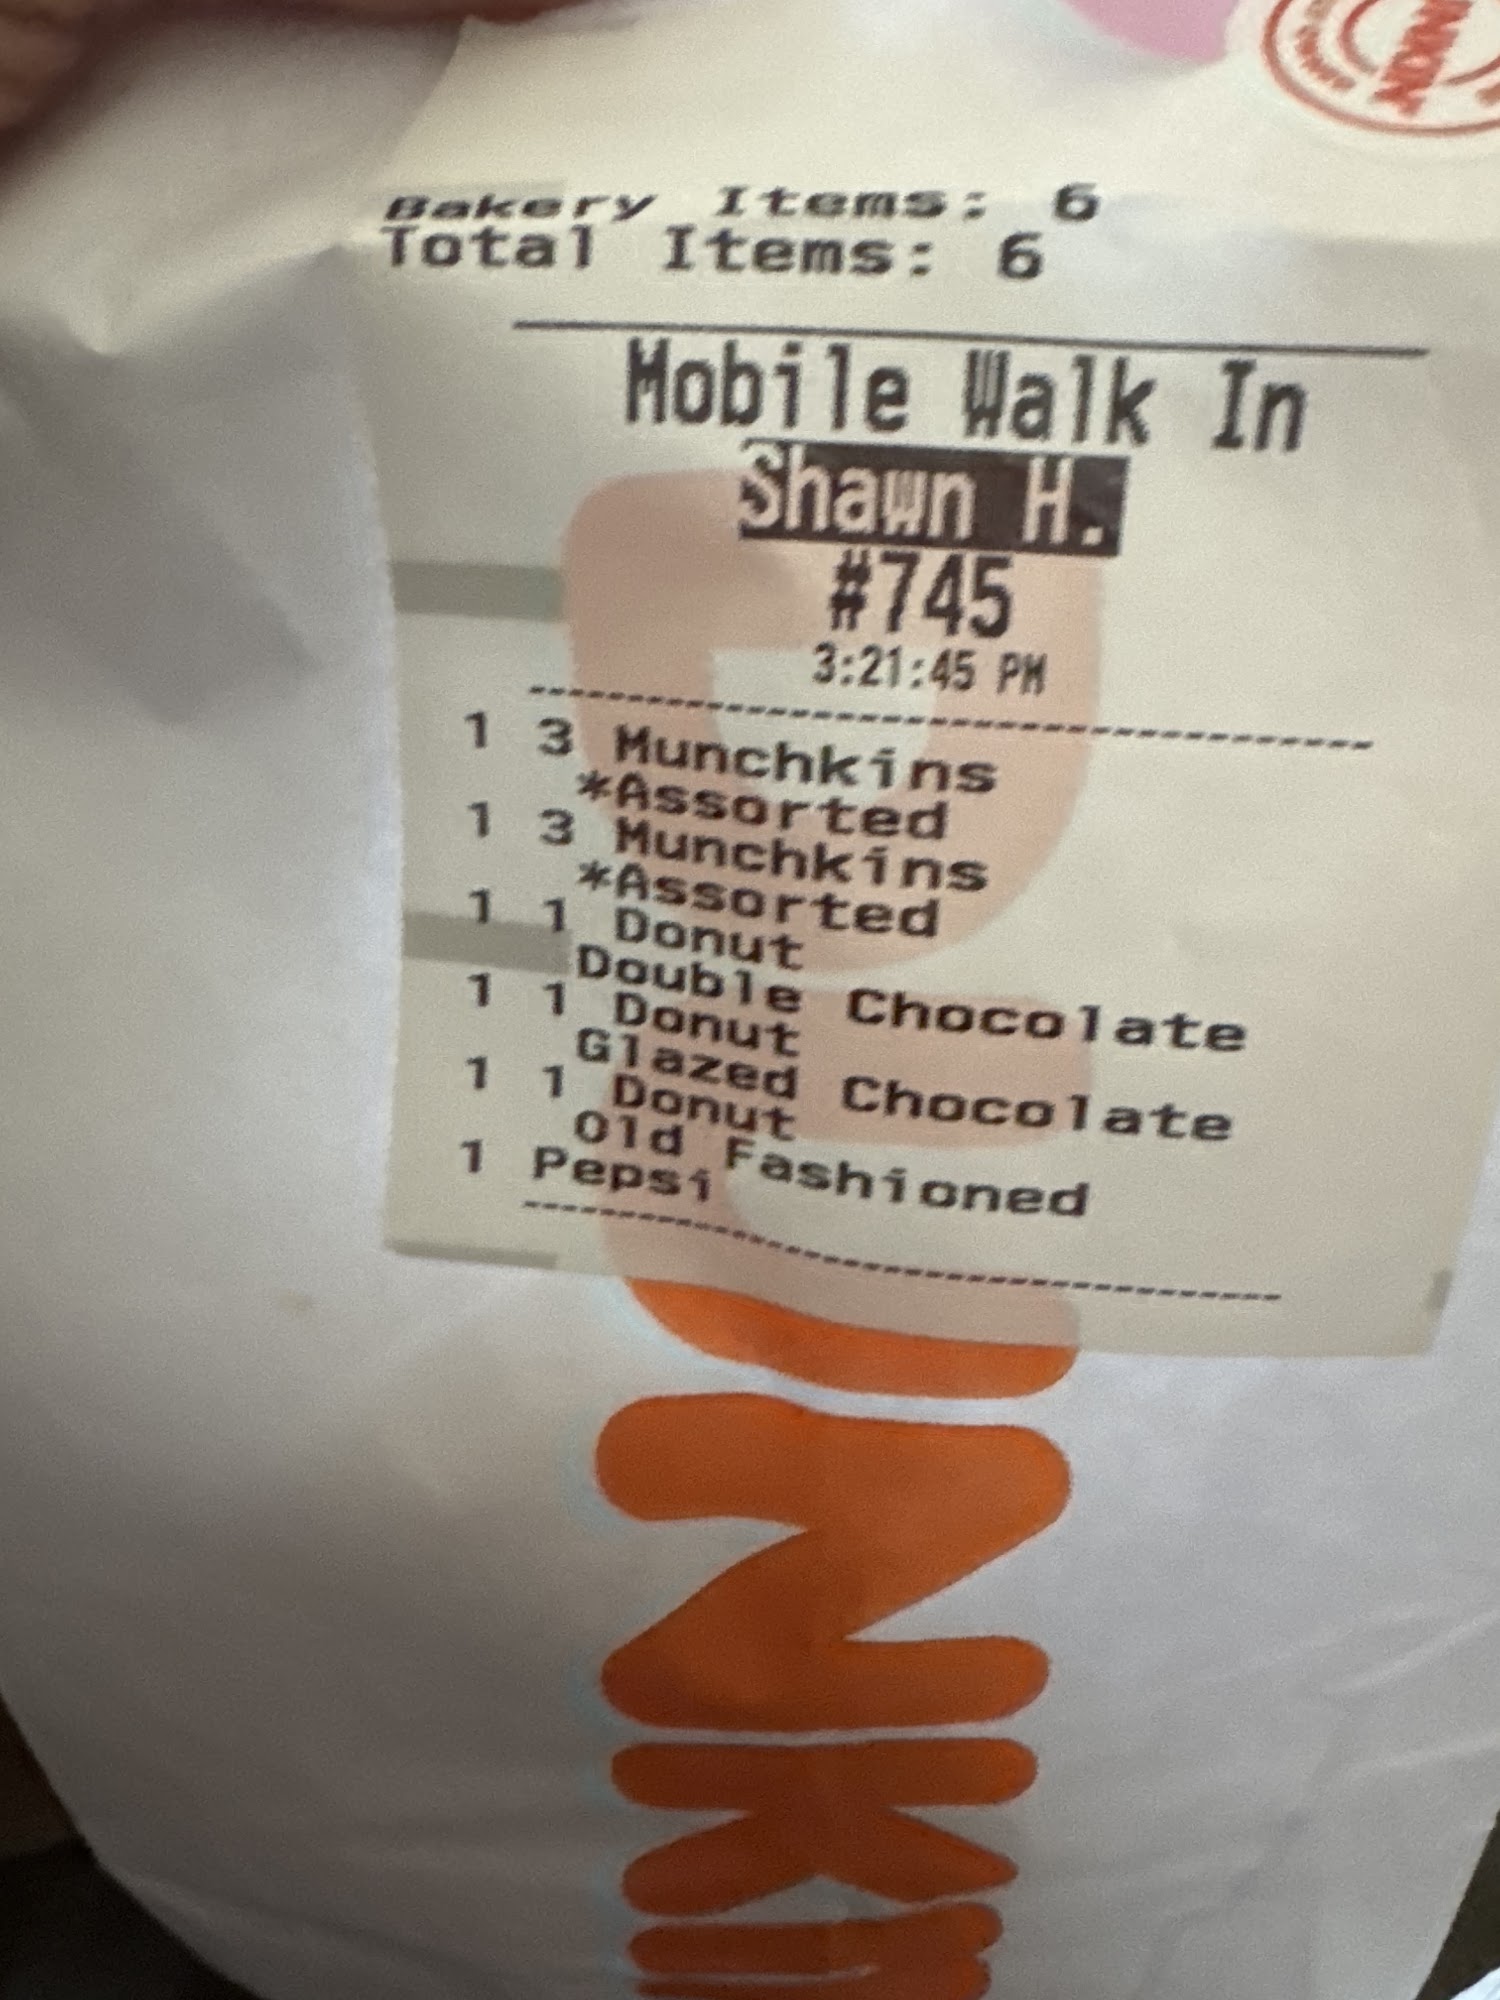 Bakery Items: 6
Total Items: 6
Mobile Walk In
Shawn H.
#745
3:21:45 PM
1 3 Munchkins
*Assorted
1 3 Munchkins
*Assorted
1 1 Donut
Double Chocolate
1 1 Donut
Glazed Chocolate
1 1 Donut
Old Fashioned
1 Pepsi
DUNKIN